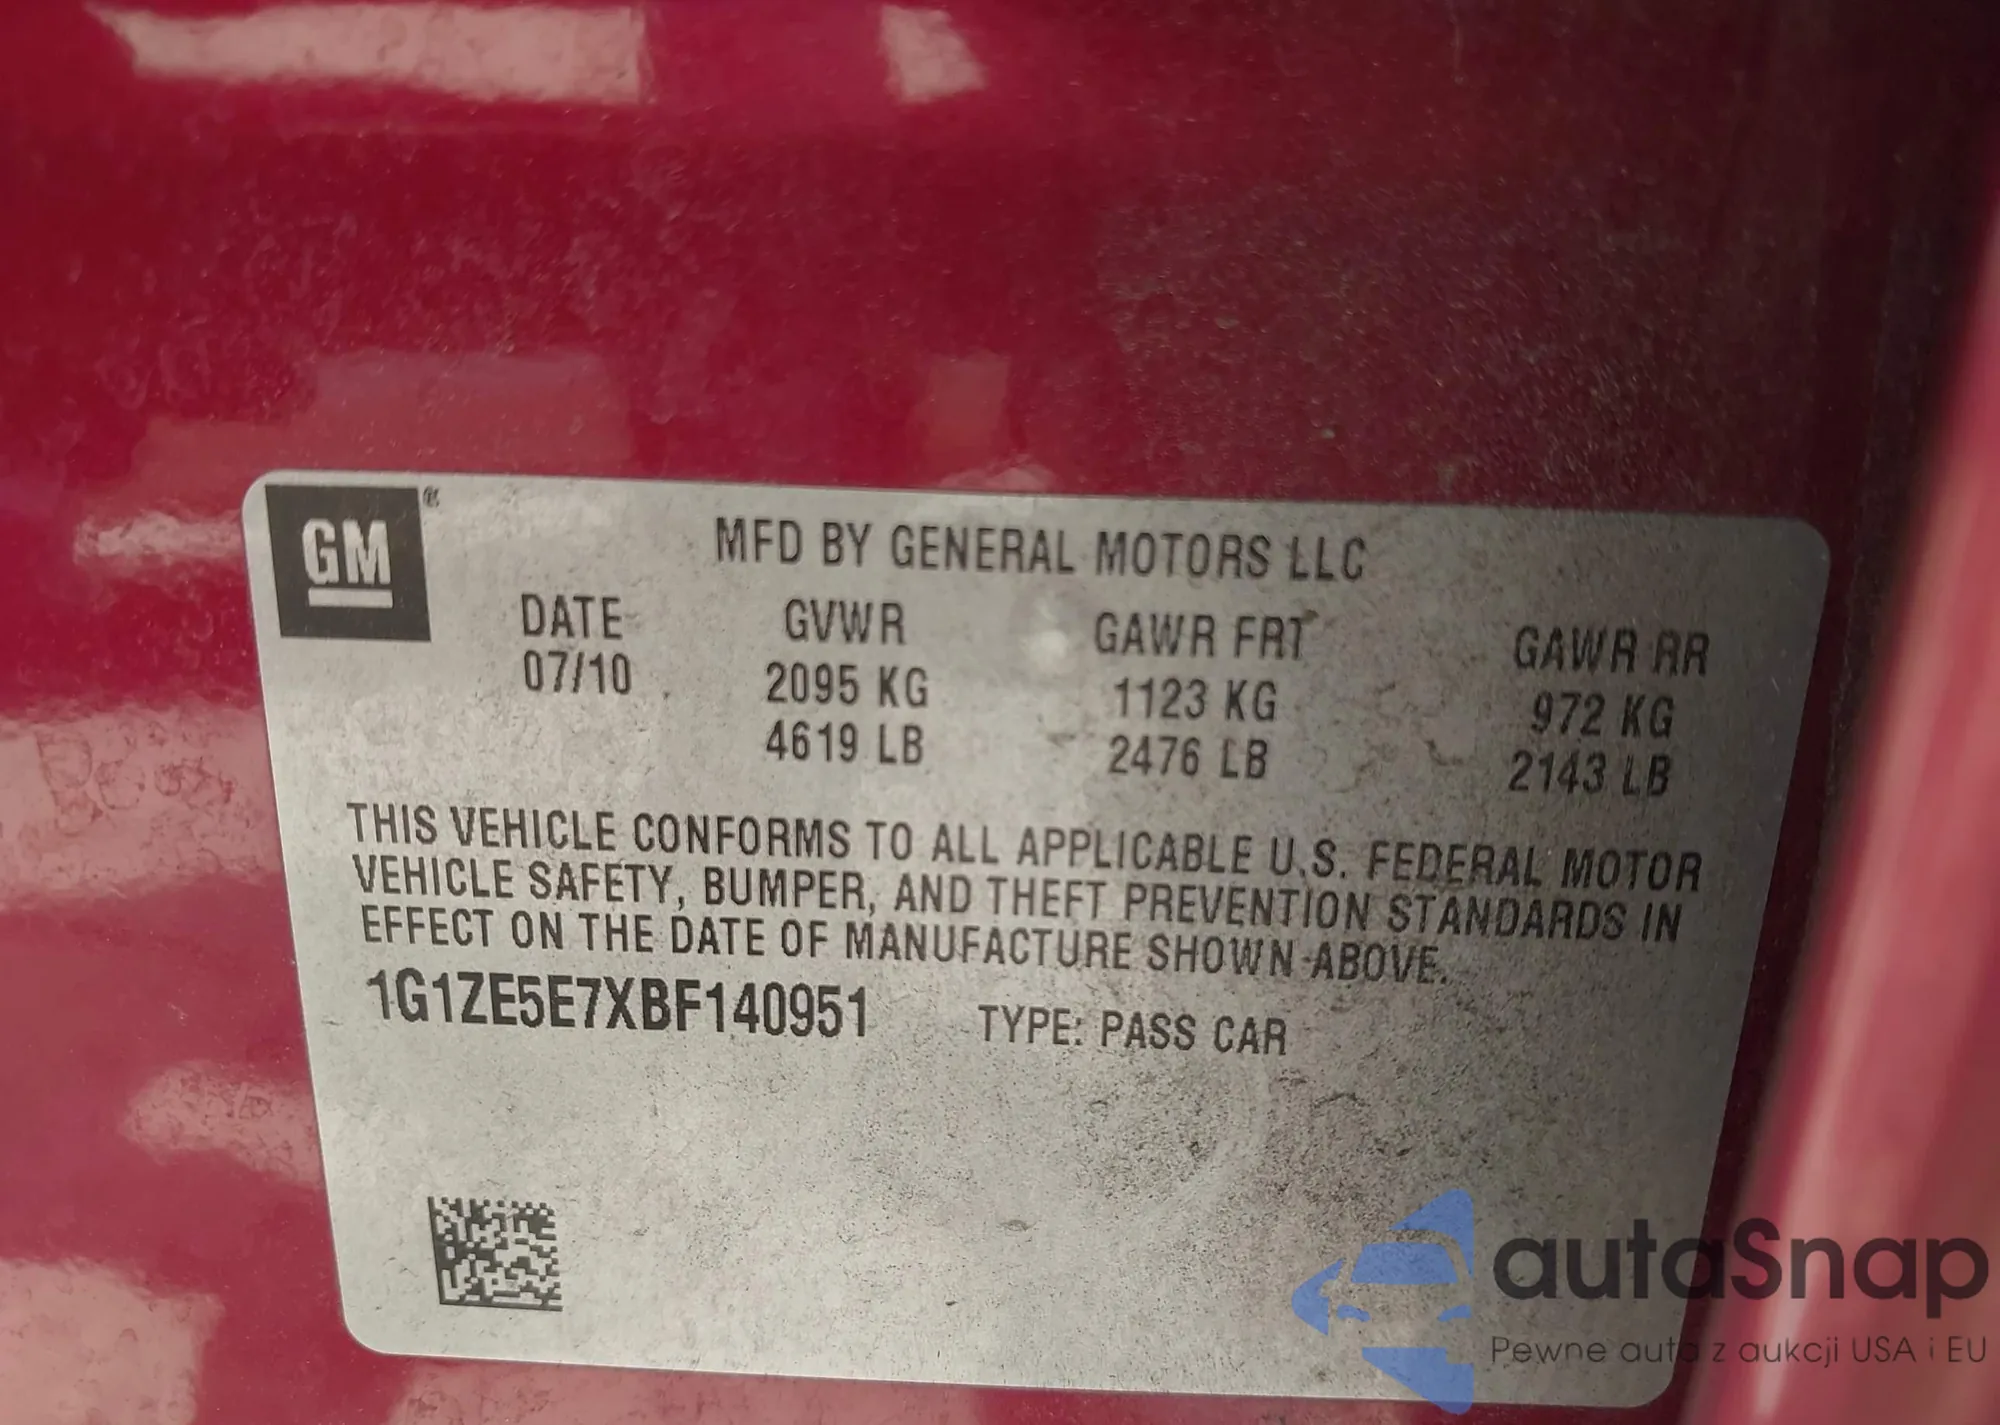 GM®
MFD BY GENERAL MOTORS LLC
DATE GVWR GAWR FRT GAWR RR
07/10 2095 KG 1123 KG 972 KG
4619 LB 2476 LB 2143 LB
THIS VEHICLE CONFORMS TO ALL APPLICABLE U.S. FEDERAL MOTOR
VEHICLE SAFETY, BUMPER, AND THEFT PREVENTION STANDARDS IN
EFFECT ON THE DATE OF MANUFACTURE SHOWN ABOVE.
1G1ZE5E7XBF140951 TYPE: PASS CAR
autaSnap
Pewne auta z aukcji USA i EU